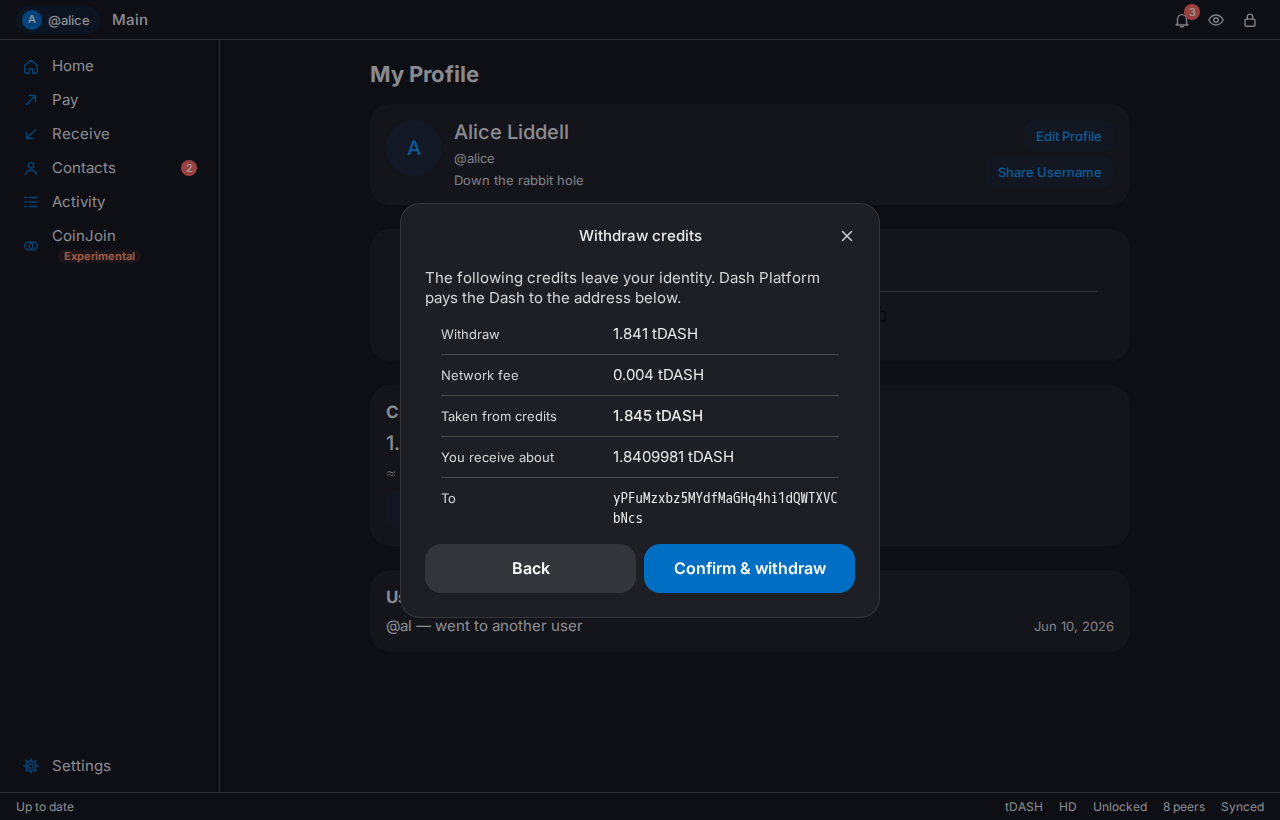 A @alice Main 3
Home
Pay
Receive
Contacts 2
Activity
CoinJoin
Experimental
Settings
My Profile
A
Alice Liddell
@alice
Down the rabbit hole
Edit Profile
Share Username
Withdraw credits
The following credits leave your identity. Dash Platform
pays the Dash to the address below.
Withdraw 1.841 tDASH
Network fee 0.004 tDASH
Taken from credits 1.845 tDASH
You receive about 1.8409981 tDASH
To yPFuMzxbz5MYdfMaGHq4hi1dQWTXVC
bNcs
Back Confirm & withdraw
1.
≈
@al — went to another user Jun 10, 2026
Up to date tDASH HD Unlocked 8 peers Synced